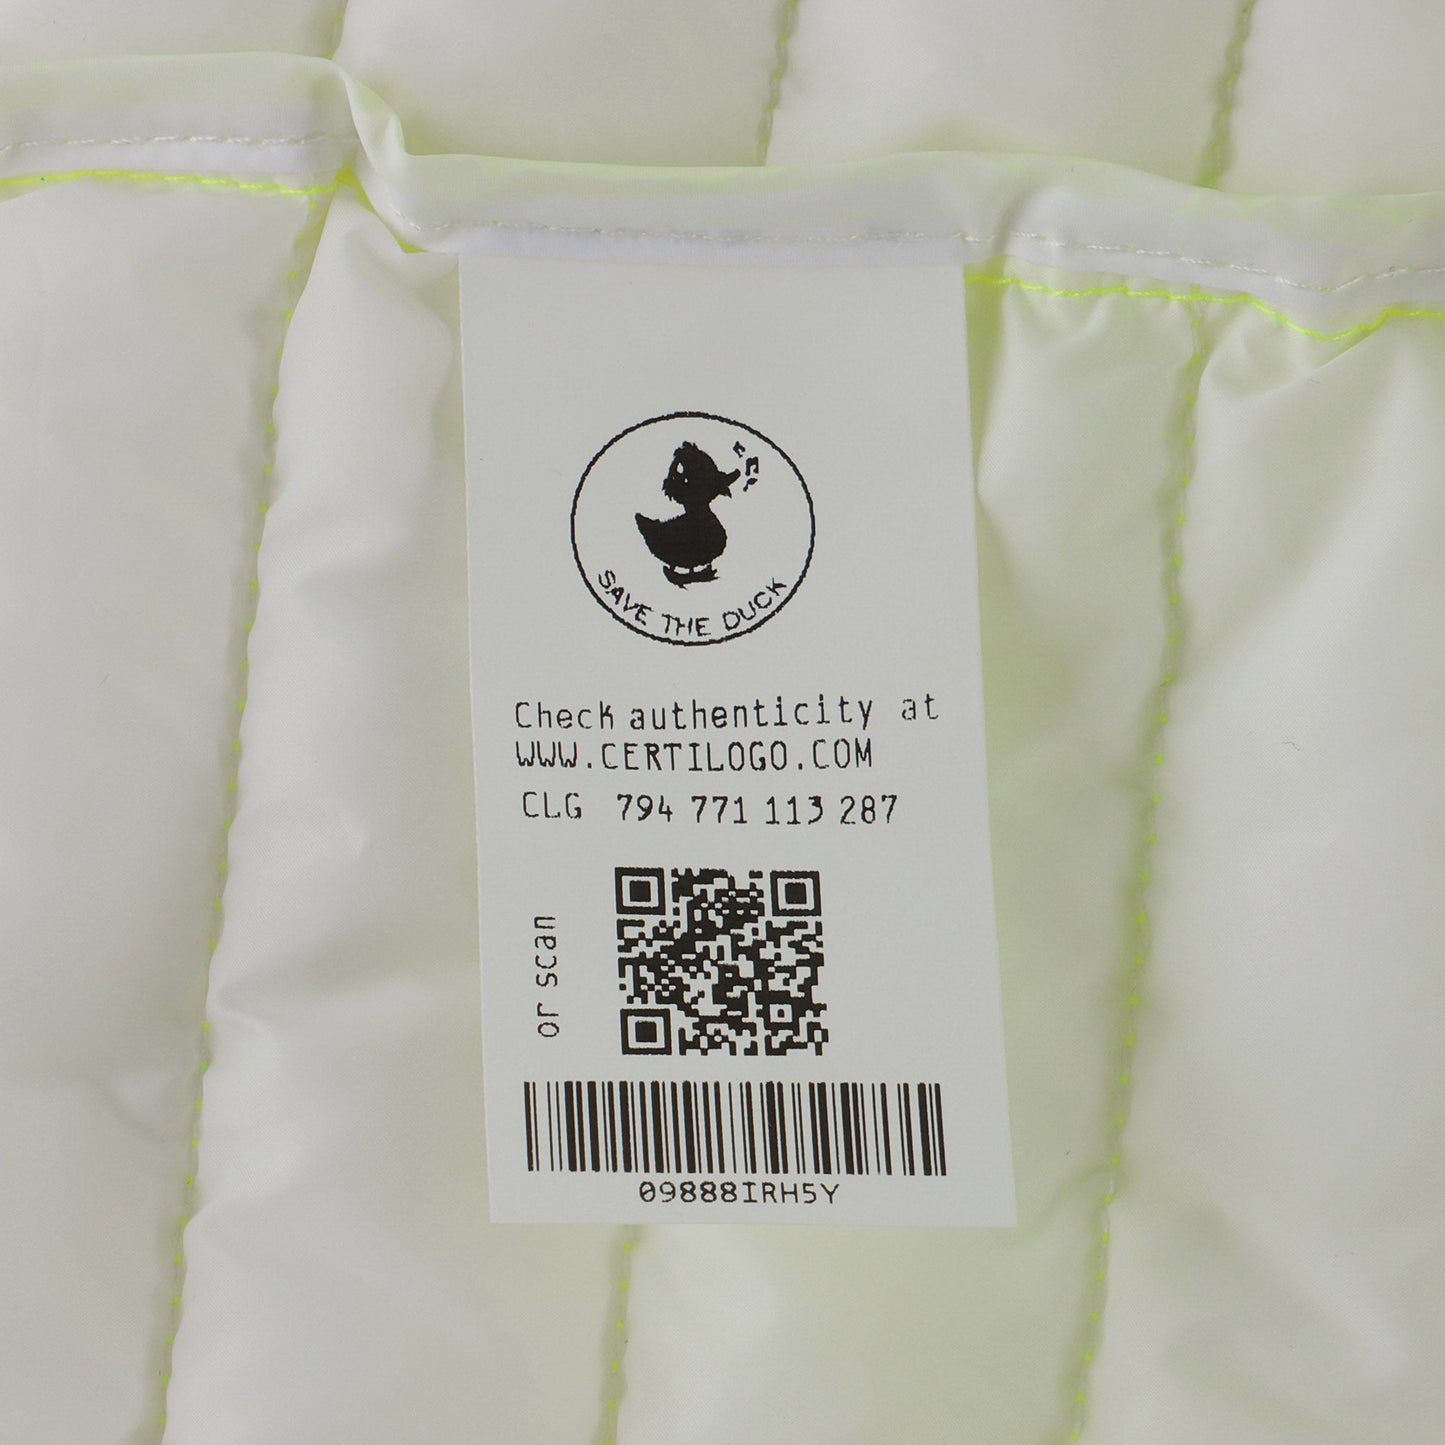 SAVE THE DUCK
Check authenticity at
WWW.CERTILOGO.COM
CLG 794 771 113 287
or scan
09888IRH5Y